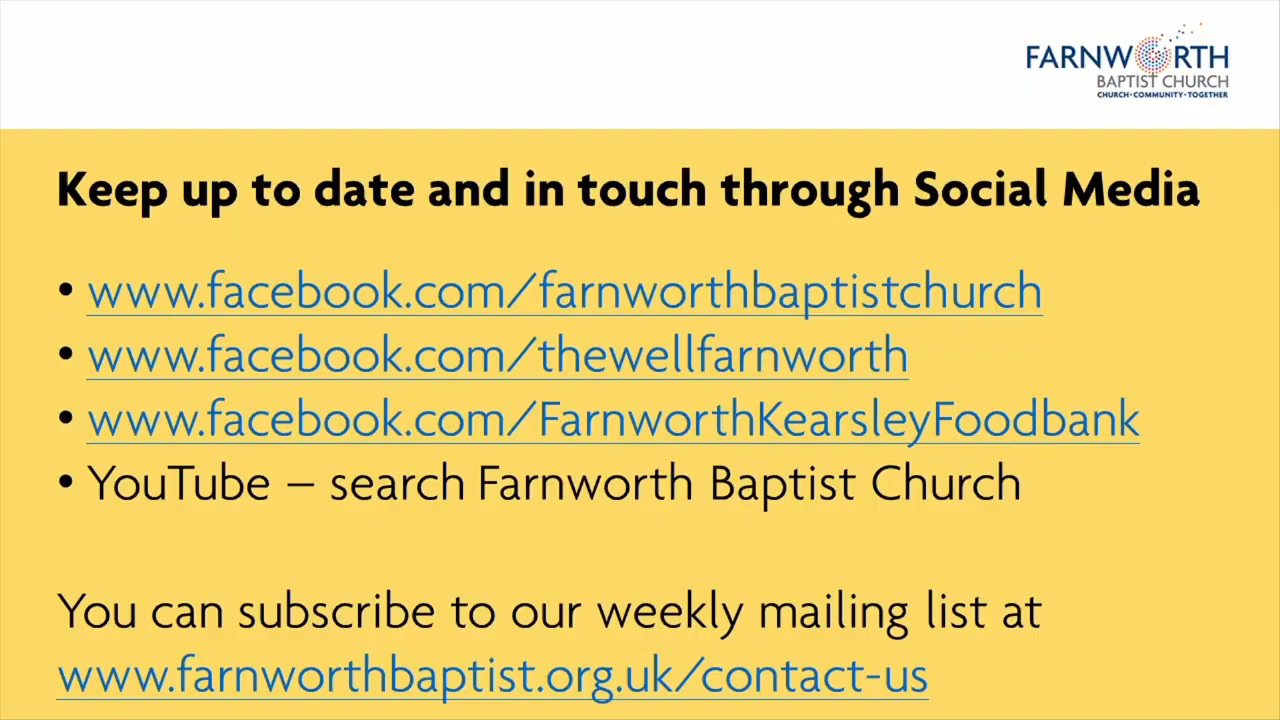 FARNWORTH
BAPTIST CHURCH
CHURCH•COMMUNITY•TOGETHER
Keep up to date and in touch through Social Media
• www.facebook.com/farnworthbaptistchurch
• www.facebook.com/thewellfarnworth
• www.facebook.com/FarnworthKearsleyFoodbank
• YouTube – search Farnworth Baptist Church
You can subscribe to our weekly mailing list at
www.farnworthbaptist.org.uk/contact-us